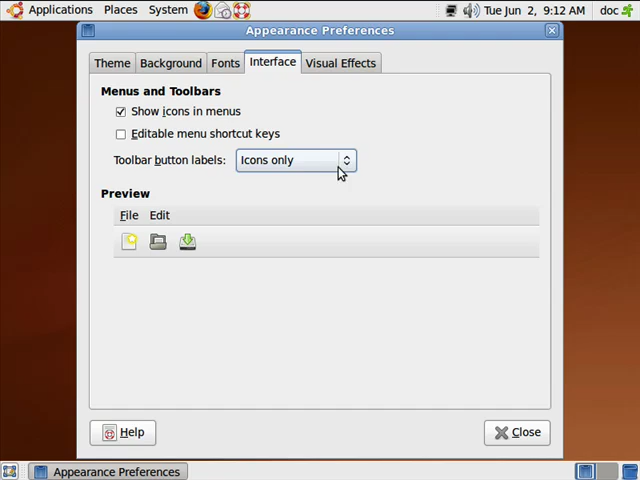 Applications Places System Tue Jun 2, 9:12 AM doc
Appearance Preferences
Theme Background Fonts Interface Visual Effects
Menus and Toolbars
Show icons in menus
Editable menu shortcut keys
Toolbar button labels: Icons only
Preview
File Edit
Help Close
Appearance Preferences